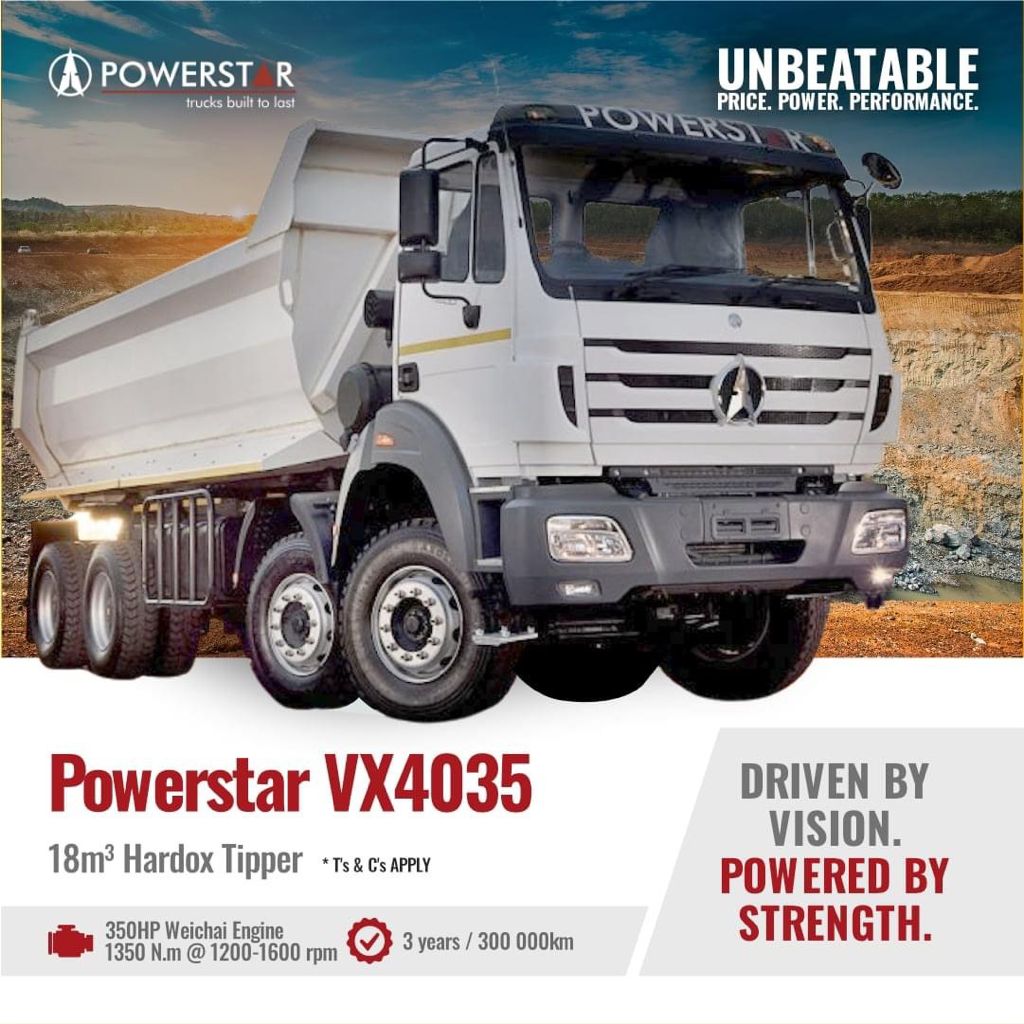 POWERSTAR
trucks built to last
UNBEATABLE
PRICE. POWER. PERFORMANCE.
POWERSTAR
Powerstar VX4035
18m³ Hardox Tipper * T's & C's APPLY
350HP Weichai Engine
1350 N.m @ 1200-1600 rpm
3 years / 300 000km
DRIVEN BY
VISION.
POWERED BY
STRENGTH.